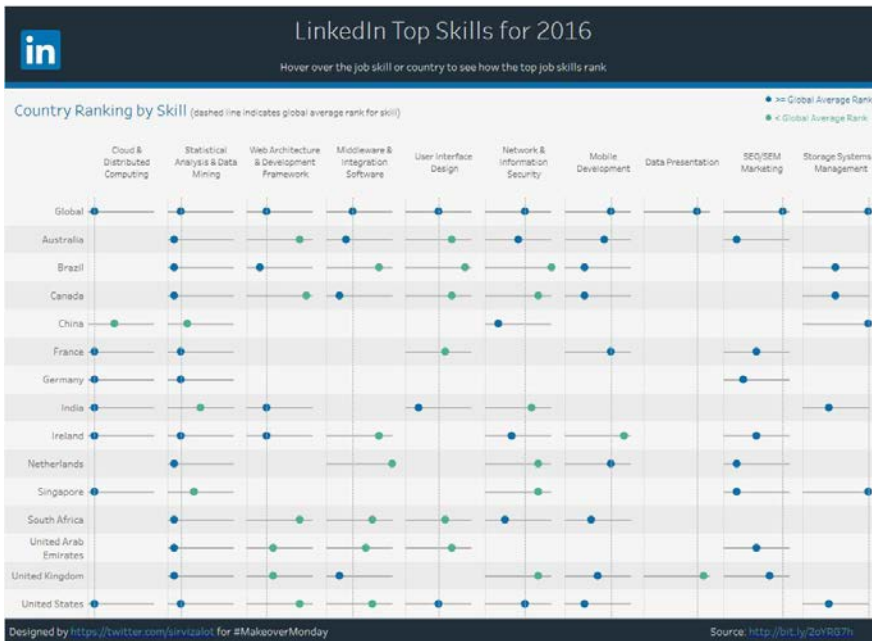 in
LinkedIn Top Skills for 2016
Hover over the job skill or country to see how the top job skills rank
Country Ranking by Skill (dashed line indicates global average rank for skill)
>= Global Average Rank
< Global Average Rank
Cloud &
Distributed
Computing
Statistical
Analysis & Data
Mining
Web Architecture
& Development
Framework
Middleware &
Integration
Software
User Interface
Design
Network &
Information
Security
Mobile
Development
Data Presentation
SEO/SEM
Marketing
Storage Systems
Management
Global
Australia
Brazil
Canada
China
France
Germany
India
Ireland
Netherlands
Singapore
South Africa
United Arab
Emirates
United Kingdom
United States
Designed by https://twitter.com/sirvizalot for #MakeoverMonday
Source: http://bit.ly/2oYRG7h